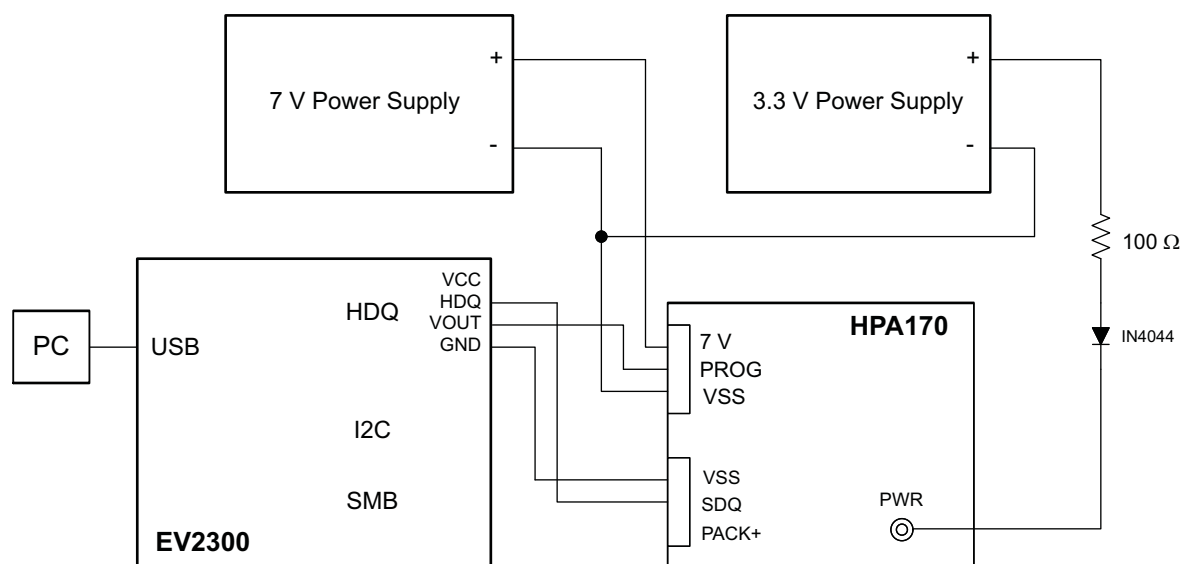 +
7 V Power Supply
-
+
3.3 V Power Supply
-
100 Ω
IN4044
PC
USB
HDQ
VCC
HDQ
VOUT
GND
I2C
SMB
EV2300
HPA170
7 V
PROG
VSS
VSS
SDQ
PACK+
PWR